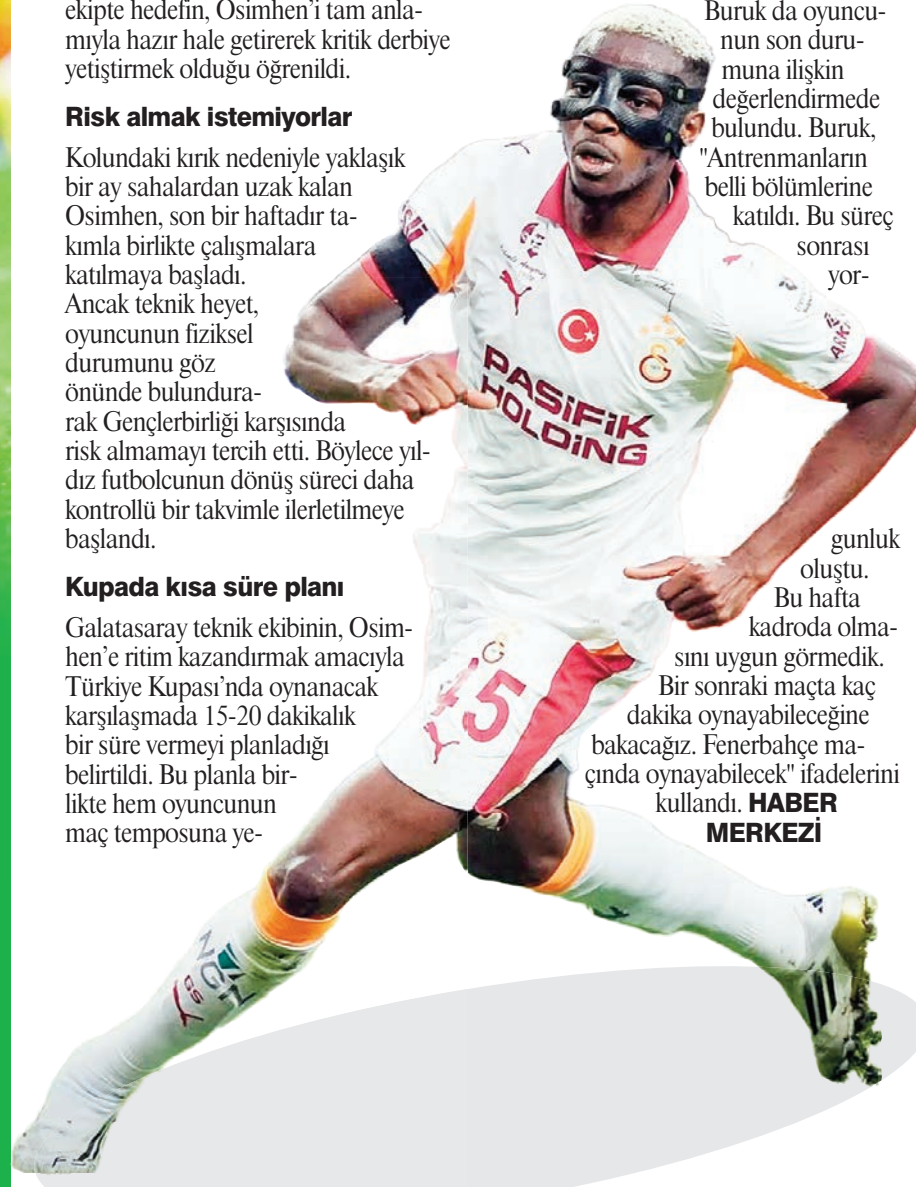 ekipte hedefin, Osimhen’i tam anla-
mıyla hazır hale getirerek kritik derbiye
yetiştirmek olduğu öğrenildi.
Risk almak istemiyorlar
Kolundaki kırık nedeniyle yaklaşık
bir ay sahalardan uzak kalan
Osimhen, son bir haftadır ta-
kımla birlikte çalışmalara
katılmaya başladı.
Ancak teknik heyet,
oyuncunun fiziksel
durumunu göz
önünde bulundura-
rak Gençlerbirliği karşısında
risk almamayı tercih etti. Böylece yıl-
dız futbolcunun dönüş süreci daha
kontrollü bir takvimle ilerletilmeye
başlandı.
Kupada kısa süre planı
Galatasaray teknik ekibinin, Osim-
hen’e ritim kazandırmak amacıyla
Türkiye Kupası’nda oynanacak
karşılaşmada 15-20 dakikalık
bir süre vermeyi planladığı
belirtildi. Bu planla bir-
likte hem oyuncunun
maç temposuna ye-
Buruk da oyuncu-
nun son duru-
muna ilişkin
değerlendirmede
bulundu. Buruk,
"Antrenmanların
belli bölümlerine
katıldı. Bu süreç
sonrası
yor-
gunluk
oluştu.
Bu hafta
kadroda olma-
sını uygun görmedik.
Bir sonraki maçta kaç
dakika oynayabileceğine
bakacağız. Fenerbahçe ma-
çında oynayabilecek" ifadelerini
kullandı. HABER
MERKEZİ
PASiFiK
HOLDiNG
45